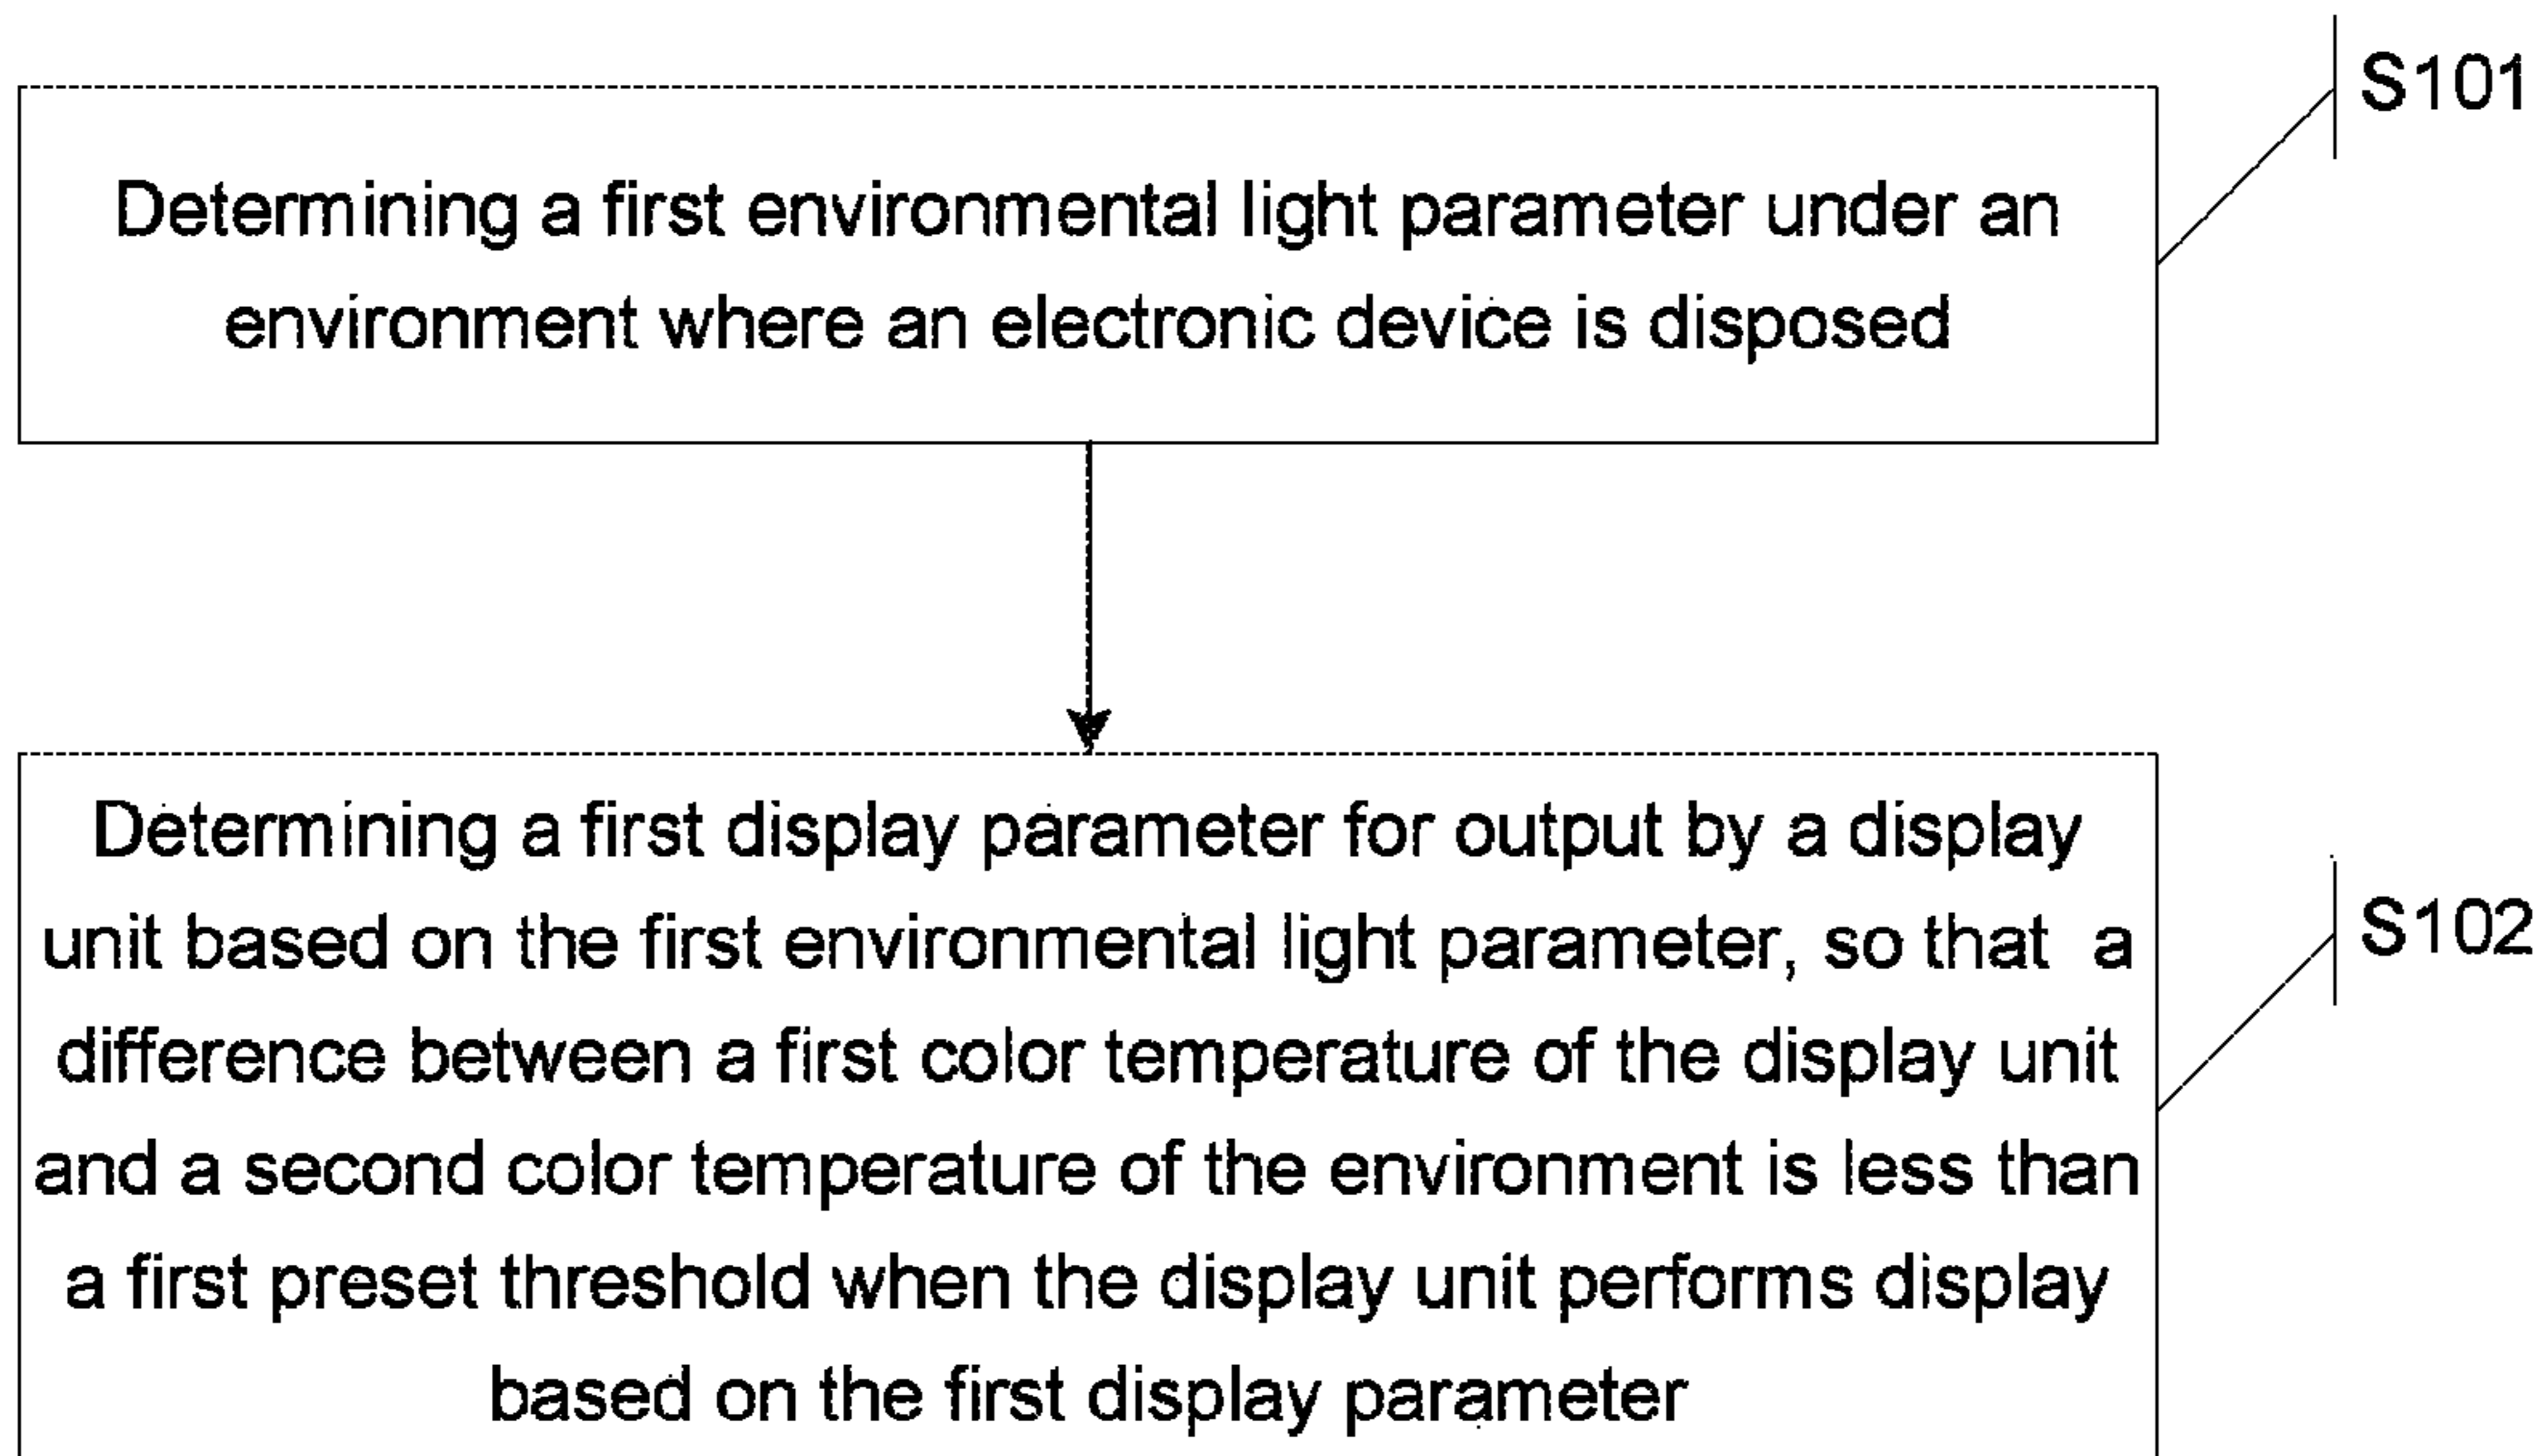 S101
Determining a first environmental light parameter under an
environment where an electronic device is disposed
Determining a first display parameter for output by a display
unit based on the first environmental light parameter, so that a
S102
difference between a first color temperature of the display unit
and a second color temperature of the environment is less than
a first preset threshold when the display unit performs display
based on the first display parameter